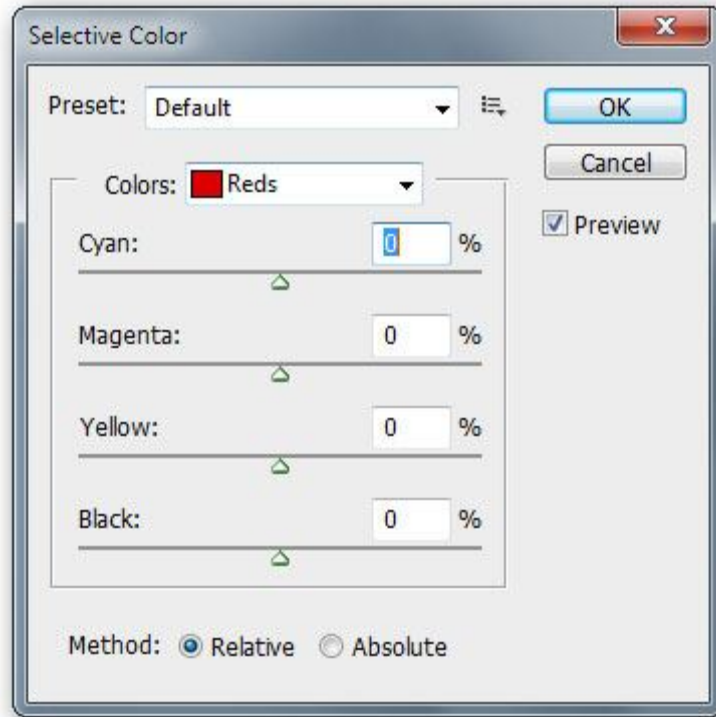 Selective Color
Preset: Default OK
Cancel
Colors: Reds
Preview
Cyan: 0 %
Magenta: 0 %
Yellow: 0 %
Black: 0 %
Method: Relative Absolute